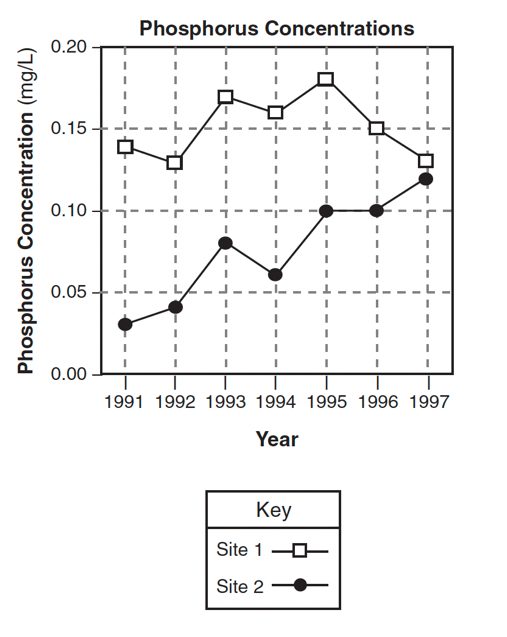 Phosphorus Concentrations
Phosphorus Concentration (mg/L)
0.20
0.15
0.10
0.05
0.00
1991 1992 1993 1994 1995 1996 1997
Year
Key
Site 1
Site 2